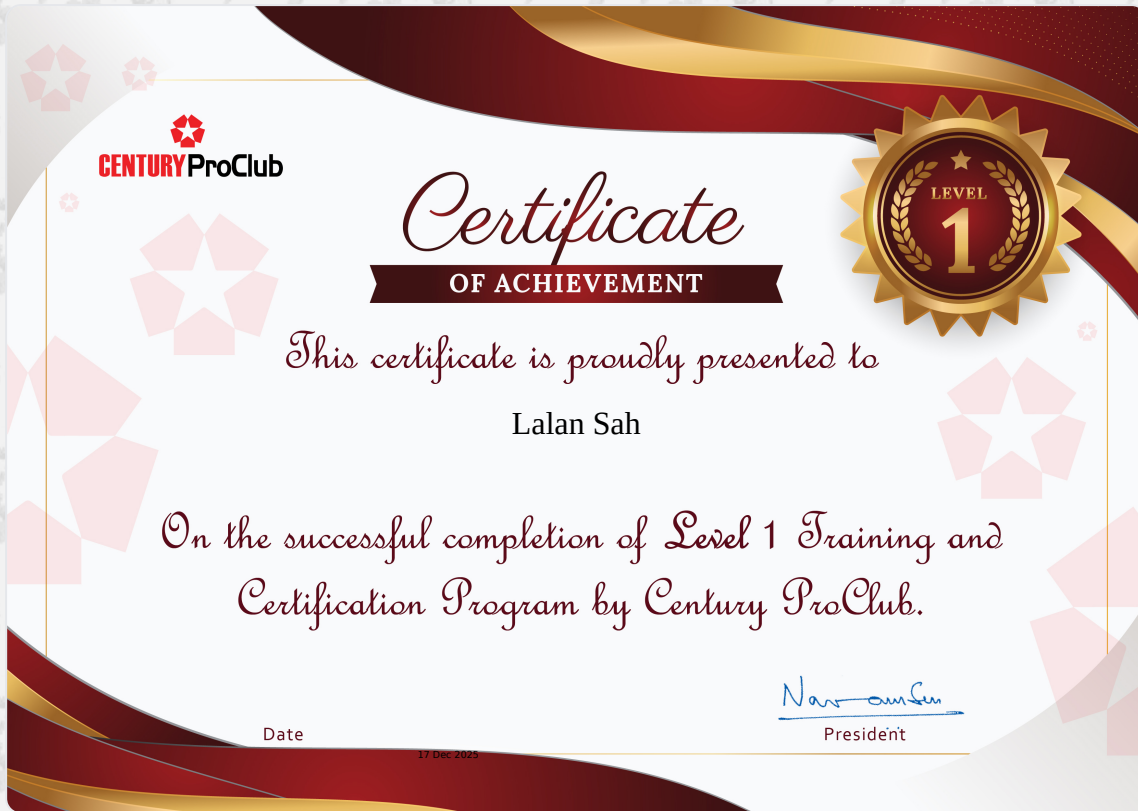 CENTURY ProClub
LEVEL
1
Certificate
OF ACHIEVEMENT
This certificate is proudly presented to
Lalan Sah
On the successful completion of Level 1 Training and
Certification Program by Century ProClub.
Date
President
17 Dec 2025